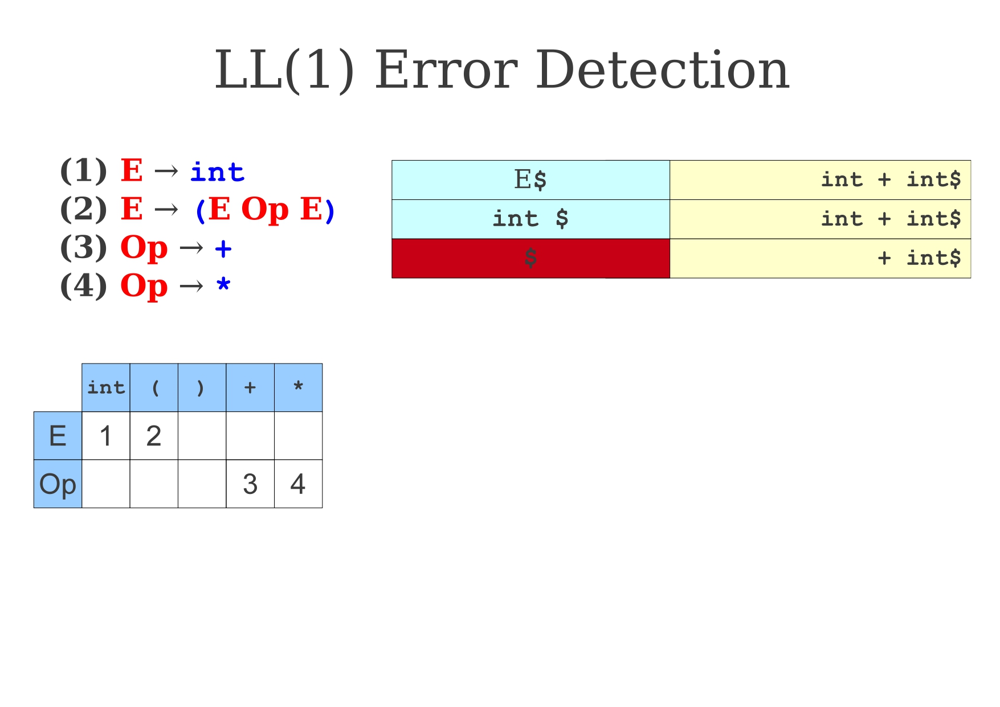 LL(1) Error Detection
(1) E → int
(2) E → (E Op E)
(3) Op → +
(4) Op → *
E$ int + int$
int $ int + int$
$ + int$
int ( ) + *
E 1 2
Op 3 4